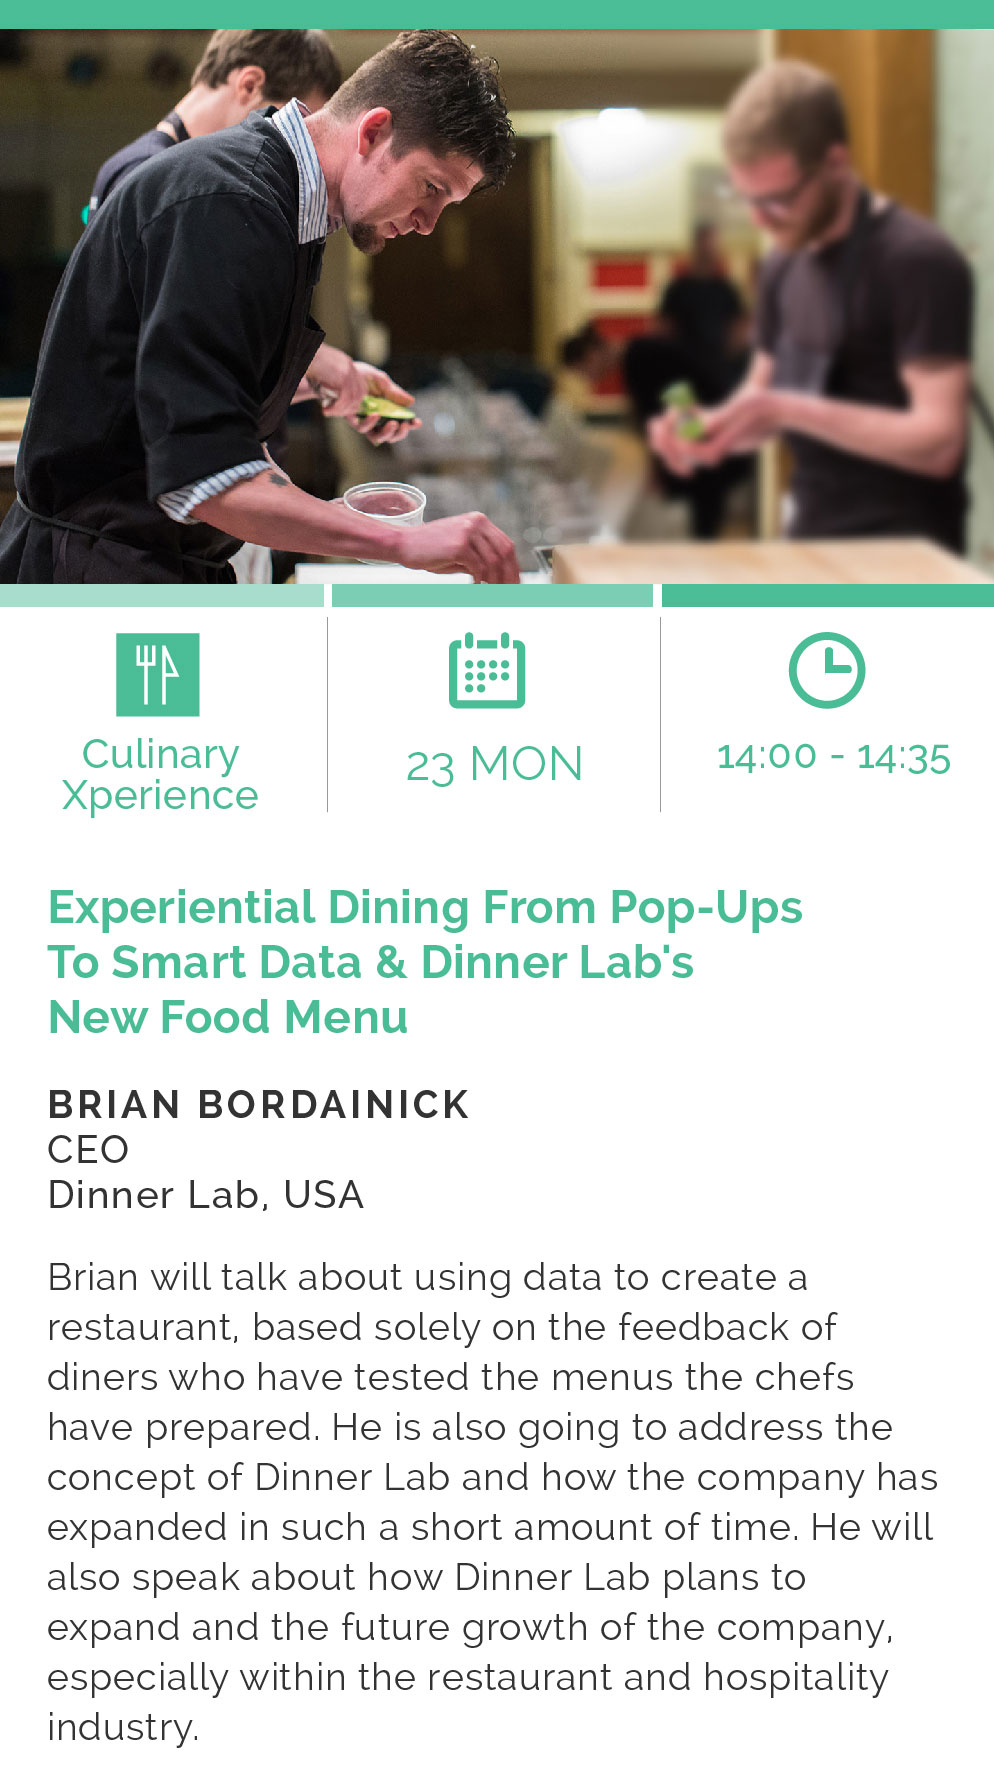 Culinary
Xperience
23 MON
14:00 - 14:35
Experiential Dining From Pop-Ups
To Smart Data & Dinner Lab's
New Food Menu
BRIAN BORDAINICK
CEO
Dinner Lab, USA
Brian will talk about using data to create a
restaurant, based solely on the feedback of
diners who have tested the menus the chefs
have prepared. He is also going to address the
concept of Dinner Lab and how the company has
expanded in such a short amount of time. He will
also speak about how Dinner Lab plans to
expand and the future growth of the company,
especially within the restaurant and hospitality
industry.